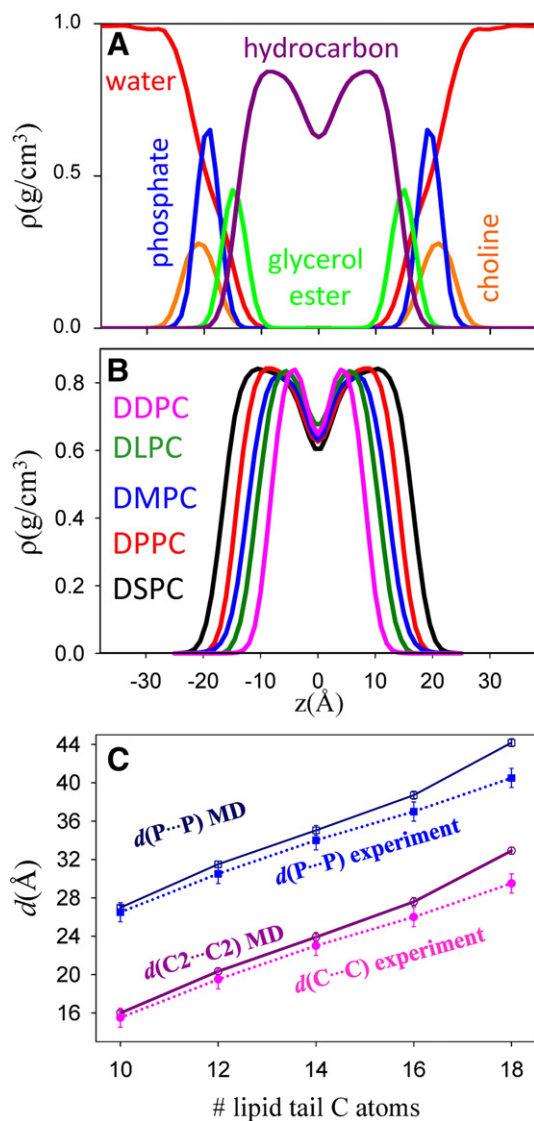 A
1.0
0.5
0.0
ρ(g/cm³)
hydrocarbon
water
phosphate
glycerol
ester
choline
B
0.8
0.6
0.4
0.2
0.0
ρ(g/cm³)
DDPC
DLPC
DMPC
DPPC
DSPC
-30 -20 -10 0 10 20 30
z(Å)
C
44
40
36
32
28
24
20
16
d(Å)
d(P···P) MD
d(P···P) experiment
d(C2···C2) MD
d(C···C) experiment
10 12 14 16 18
# lipid tail C atoms